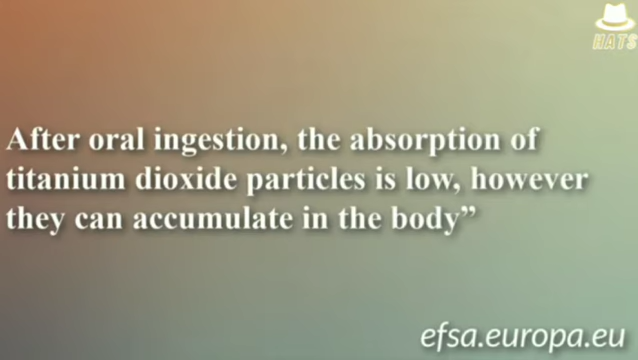 HATS
After oral ingestion, the absorption of
titanium dioxide particles is low, however
they can accumulate in the body”
efsa.europa.eu